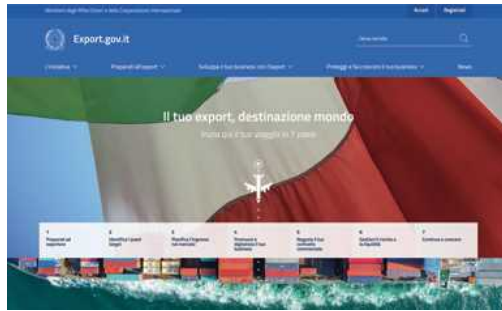 Ministero degli Affari Esteri e della Cooperazione Internazionale
Accedi Registrati
Export.gov.it
L'iniziativa
Preparati all'export
Sviluppa il tuo business con l'export
Proteggi e fai crescere il tuo business
News
Il tuo export, destinazione mondo
Inizia qui il tuo viaggio in 7 passi
1
Preparati ad
esportare
2
Identifica i paesi
target
3
Pianifica l'ingresso
nel mercato
4
Promuovi e
digitalizza il tuo
business
5
Negozia il tuo
contratto
commerciale
6
Gestisci il rischio e
la liquidità
7
Continua a crescere